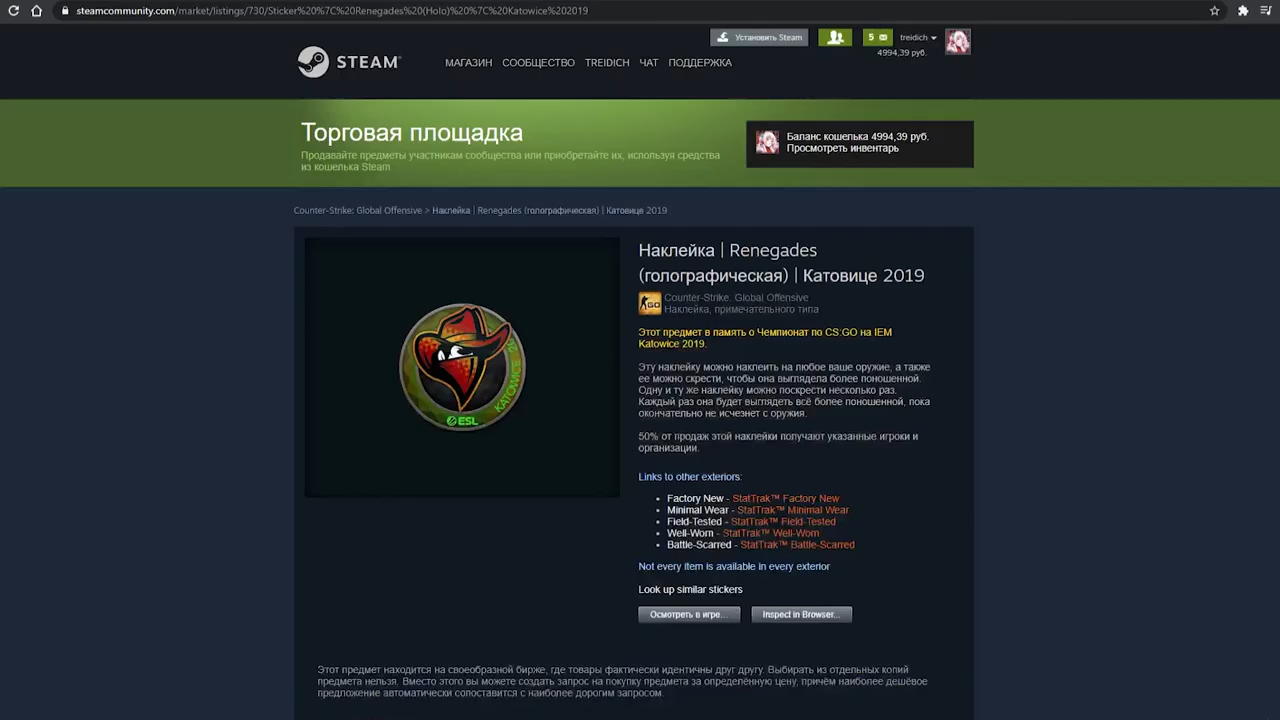 steamcommunity.com/market/listings/730/Sticker%20%7C%20Renegades%20(Holo)%20%7C%20Katowice%202019
Установить Steam
5
treidich
4994,39 руб.
STEAM
МАГАЗИН СООБЩЕСТВО TREIDICH ЧАТ ПОДДЕРЖКА
Торговая площадка
Продавайте предметы участникам сообщества или приобретайте их, используя средства
из кошелька Steam
Баланс кошелька 4994,39 руб.
Просмотреть инвентарь
Counter-Strike: Global Offensive > Наклейка | Renegades (голографическая) | Катовице 2019
KATOWICE
ESL
Наклейка | Renegades
(голографическая) | Катовице 2019
GO
Counter-Strike: Global Offensive
Наклейка, примечательного типа
Этот предмет в память о Чемпионат по CS:GO на IEM
Katowice 2019.
Эту наклейку можно наклеить на любое ваше оружие, а также
ее можно скрести, чтобы она выглядела более поношенной.
Одну и ту же наклейку можно поскрести несколько раз.
Каждый раз она будет выглядеть всё более поношенной, пока
окончательно не исчезнет с оружия.
50% от продаж этой наклейки получают указанные игроки и
организации.
Links to other exteriors:
Factory New - StatTrak™ Factory New
Minimal Wear - StatTrak™ Minimal Wear
Field-Tested - StatTrak™ Field-Tested
Well-Worn - StatTrak™ Well-Worn
Battle-Scarred - StatTrak™ Battle-Scarred
Not every item is available in every exterior
Look up similar stickers
Осмотреть в игре...
Inspect in Browser...
Этот предмет находится на своеобразной бирже, где товары фактически идентичны друг другу. Выбирать из отдельных копий
предмета нельзя. Вместо этого вы можете создать запрос на покупку предмета за определённую цену, причём наиболее дешёвое
предложение автоматически сопоставится с наиболее дорогим запросом.